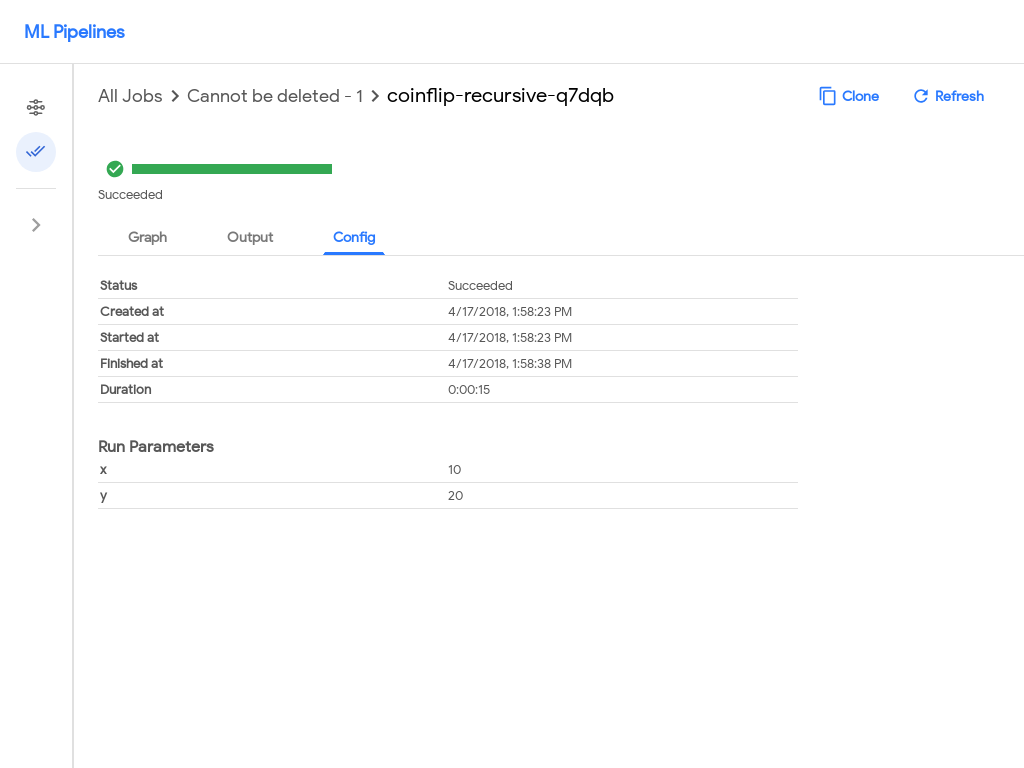 ML Pipelines
All Jobs Cannot be deleted - 1 coinflip-recursive-q7dqb Clone Refresh
Succeeded
Graph Output Config
Status Succeeded
Created at 4/17/2018, 1:58:23 PM
Started at 4/17/2018, 1:58:23 PM
Finished at 4/17/2018, 1:58:38 PM
Duration 0:00:15
Run Parameters
x 10
y 20